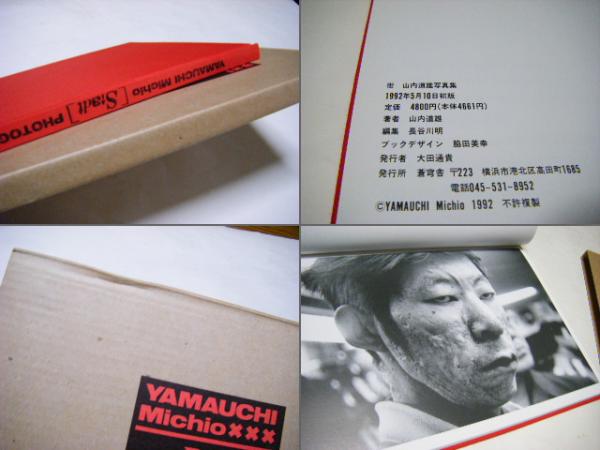 YAMAUCHI Michio [Stadt] PHOTOG
街 山内道雄写真集
1992年5月10日初版
定価 4800円(本体4661円)
著者 山内道雄
編集 長谷川明
ブックデザイン 脇田美幸
発行者 大田通貴
発行所 蒼穹舎 〒223 横浜市港北区高田町1685
電話045-531-8952
©YAMAUCHI Michio 1992 不許複製
YAMAUCHI
Michio×××